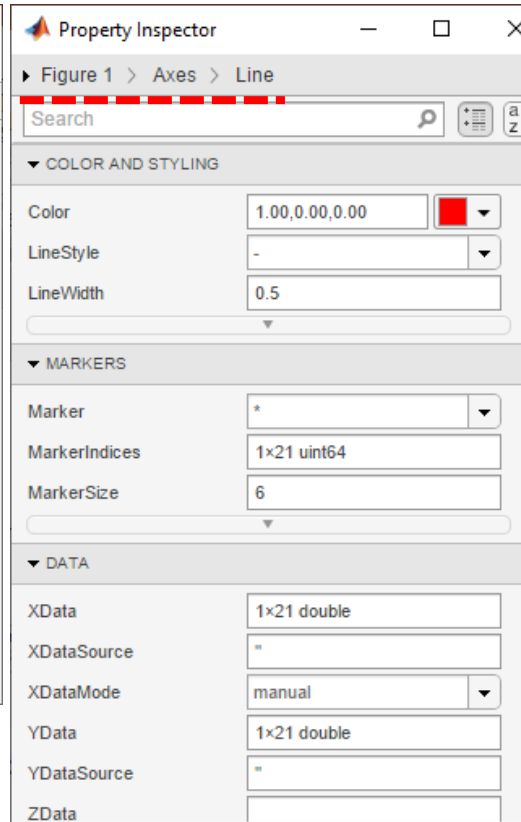 Property Inspector
Figure 1 > Axes > Line
Search
a
z
COLOR AND STYLING
Color 1.00,0.00,0.00
LineStyle -
LineWidth 0.5
MARKERS
Marker *
MarkerIndices 1×21 uint64
MarkerSize 6
DATA
XData 1×21 double
XDataSource ''
XDataMode manual
YData 1×21 double
YDataSource ''
ZData